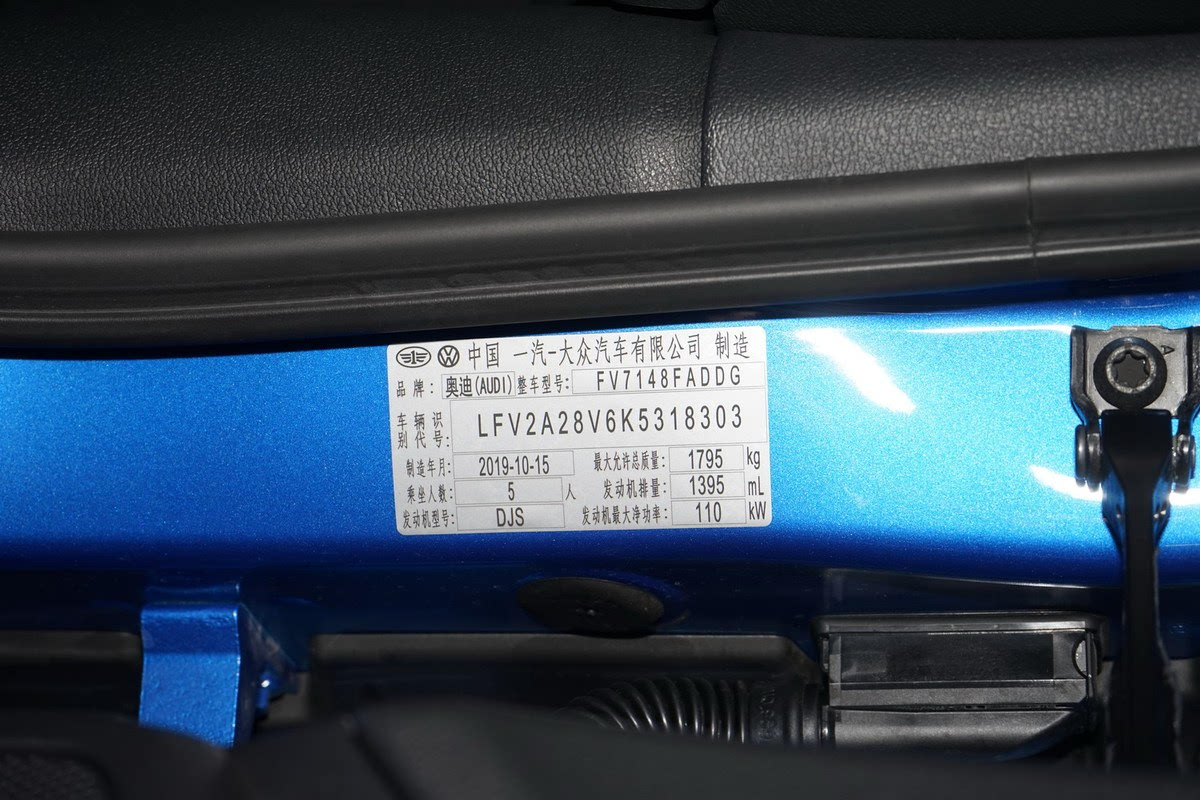 中国 一汽-大众汽车有限公司 制造
品牌: 奥迪(AUDI) 整车型号: FV7148FADDG
车辆识别代号: LFV2A28V6K5318303
制造年月: 2019-10-15 最大允许总质量: 1795 kg
乘坐人数: 5 人 发动机排量: 1395 mL
发动机型号: DJS 发动机最大净功率: 110 kW